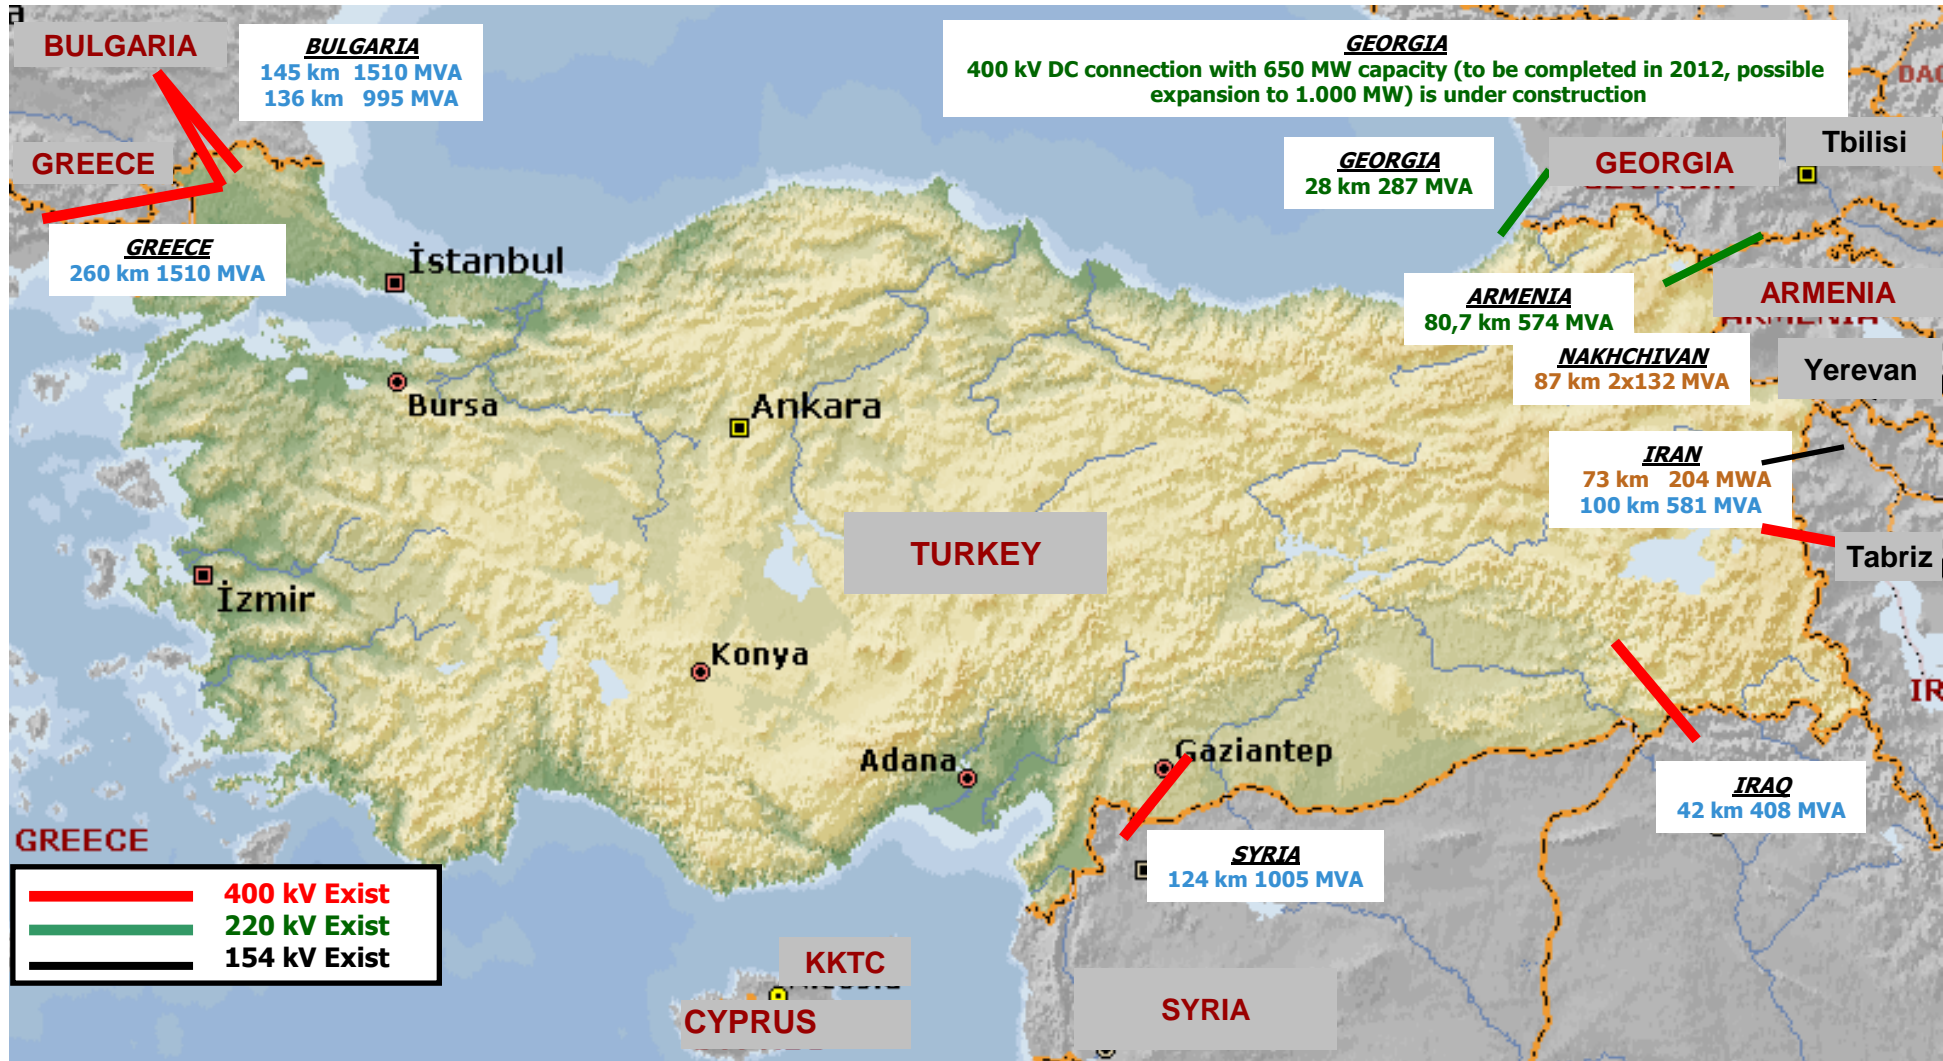 BULGARIA
BULGARIA
145 km 1510 MVA
136 km 995 MVA
GEORGIA
400 kV DC connection with 650 MW capacity (to be completed in 2012, possible
expansion to 1.000 MW) is under construction
GREECE
GEORGIA
28 km 287 MVA
GEORGIA
Tbilisi
GREECE
260 km 1510 MVA
İstanbul
ARMENIA
80,7 km 574 MVA
ARMENIA
NAKHCHIVAN
87 km 2x132 MVA
Yerevan
Bursa
Ankara
IRAN
73 km 204 MWA
100 km 581 MVA
TURKEY
Tabriz
İzmir
Konya
Adana
Gaziantep
IRAQ
42 km 408 MVA
GREECE
SYRIA
124 km 1005 MVA
400 kV Exist
220 kV Exist
154 kV Exist
KKTC
CYPRUS
SYRIA